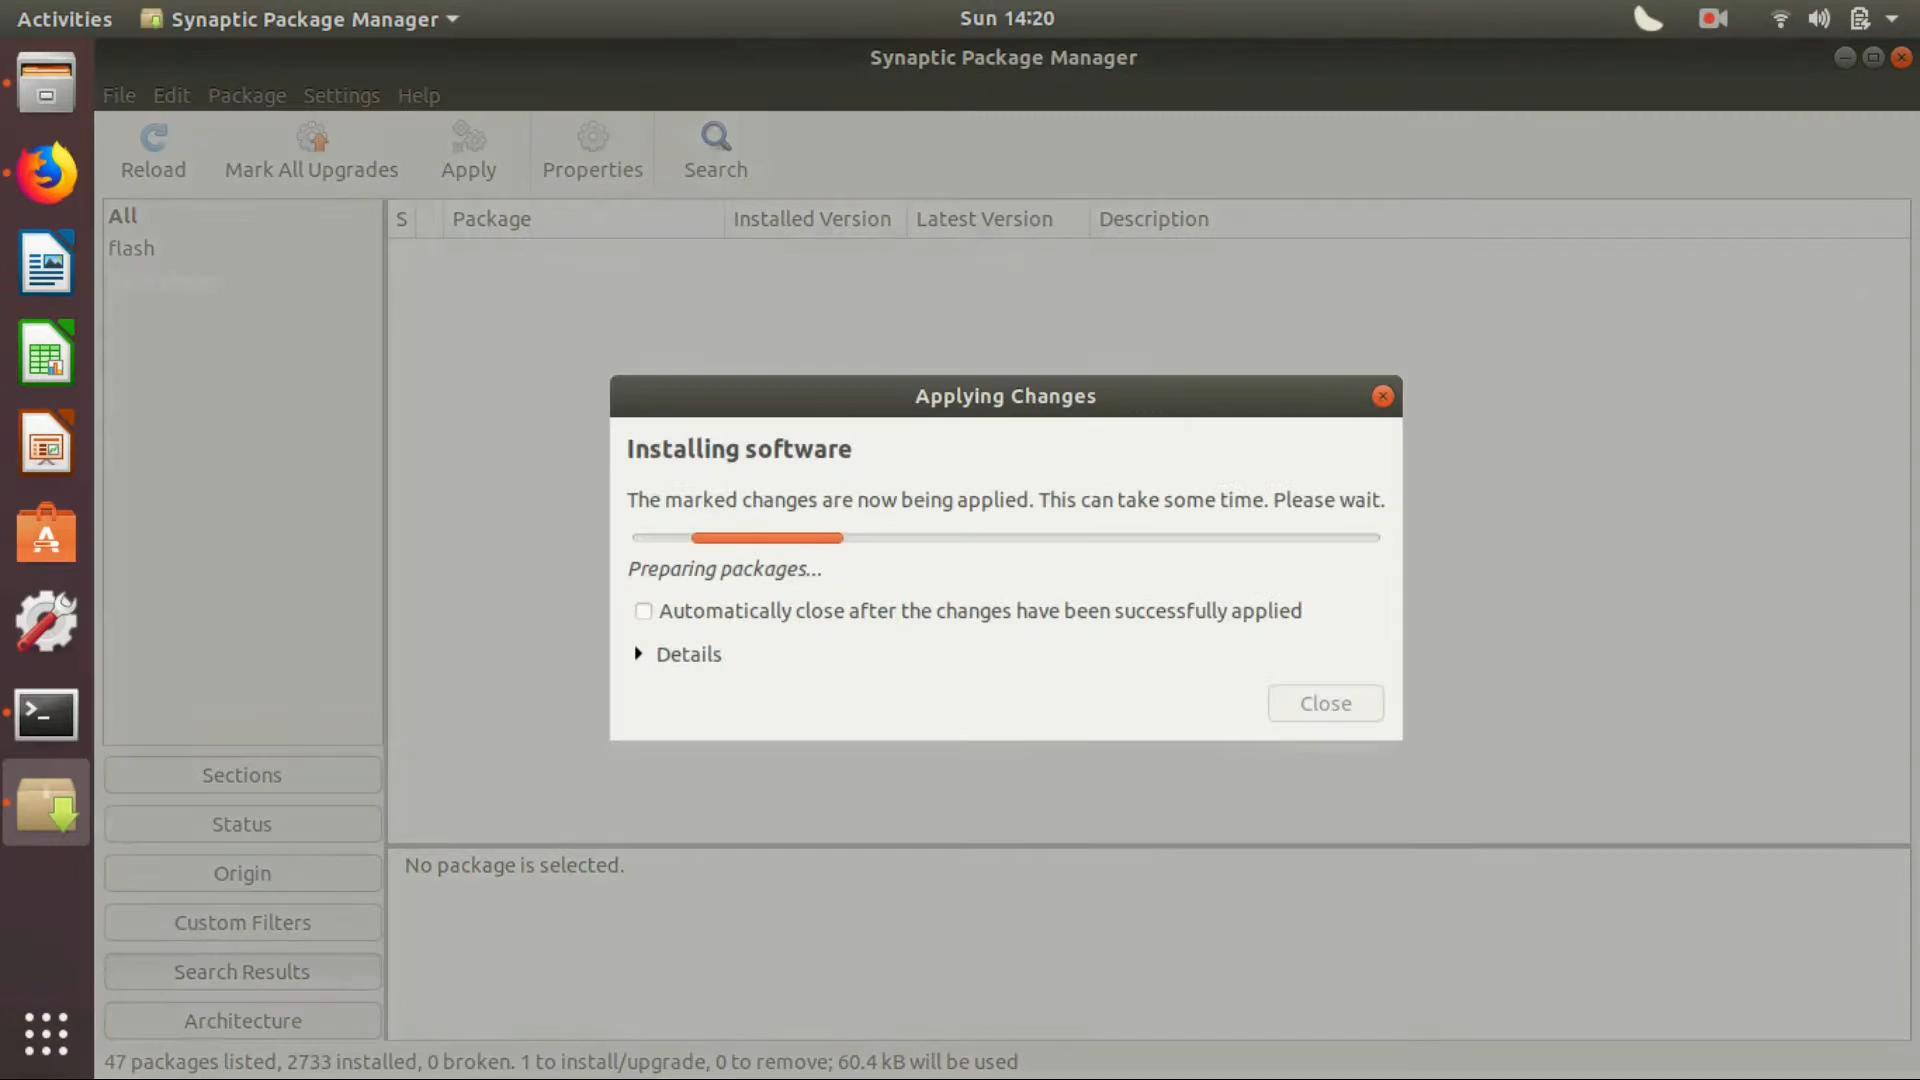 Activities Synaptic Package Manager Sun 14:20
Synaptic Package Manager
File Edit Package Settings Help
Reload Mark All Upgrades Apply Properties Search
All
flash
S Package Installed Version Latest Version Description
Applying Changes
Installing software
The marked changes are now being applied. This can take some time. Please wait.
Preparing packages...
Automatically close after the changes have been successfully applied
Details
Close
Sections
Status
Origin
Custom Filters
Search Results
Architecture
No package is selected.
47 packages listed, 2733 installed, 0 broken. 1 to install/upgrade, 0 to remove; 60.4 kB will be used